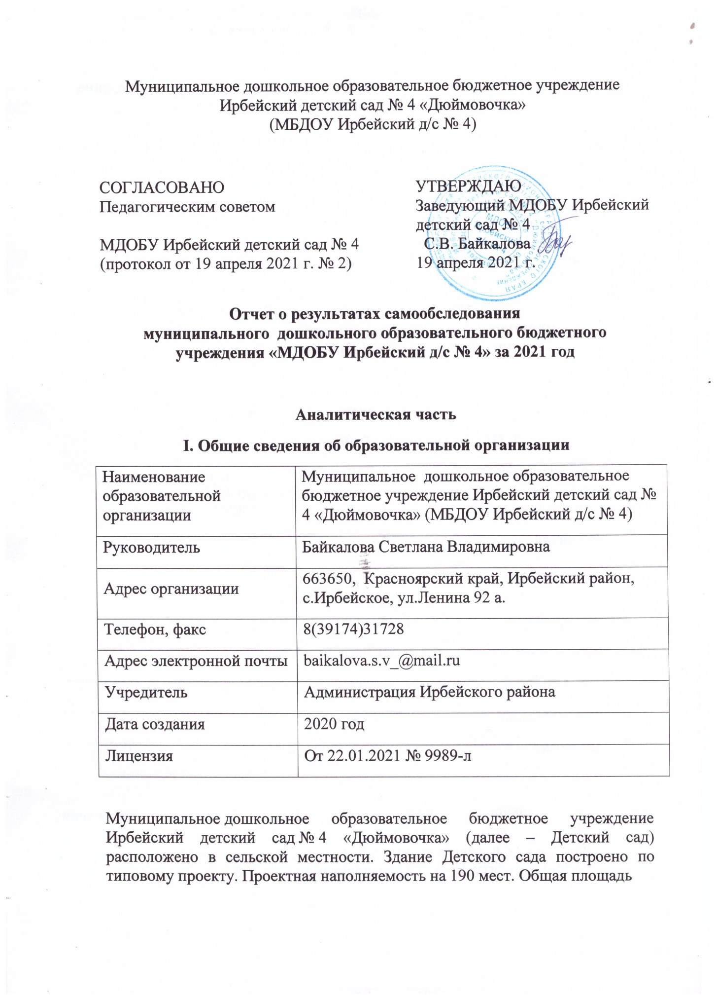 Муниципальное дошкольное образовательное бюджетное учреждение
Ирбейский детский сад № 4 «Дюймовочка»
(МБДОУ Ирбейский д/с № 4)
СОГЛАСОВАНО
Педагогическим советом
МДОБУ Ирбейский детский сад № 4
(протокол от 19 апреля 2021 г. № 2)
УТВЕРЖДАЮ
Заведующий МДОБУ Ирбейский
детский сад № 4
С.В. Байкалова
19 апреля 2021 г.
Отчет о результатах самообследования
муниципального дошкольного образовательного бюджетного
учреждения «МДОБУ Ирбейский д/с № 4» за 2021 год
Аналитическая часть
I. Общие сведения об образовательной организации
Наименование
образовательной
организации
Муниципальное дошкольное образовательное
бюджетное учреждение Ирбейский детский сад №
4 «Дюймовочка» (МБДОУ Ирбейский д/с № 4)
Руководитель
Байкалова Светлана Владимировна
Адрес организации
663650, Красноярский край, Ирбейский район,
с.Ирбейское, ул.Ленина 92 а.
Телефон, факс
8(39174)31728
Адрес электронной почты
baikalova.s.v_@mail.ru
Учредитель
Администрация Ирбейского района
Дата создания
2020 год
Лицензия
От 22.01.2021 № 9989-л
Муниципальное дошкольное образовательное бюджетное учреждение
Ирбейский детский сад № 4 «Дюймовочка» (далее – Детский сад)
расположено в сельской местности. Здание Детского сада построено по
типовому проекту. Проектная наполняемость на 190 мест. Общая площадь